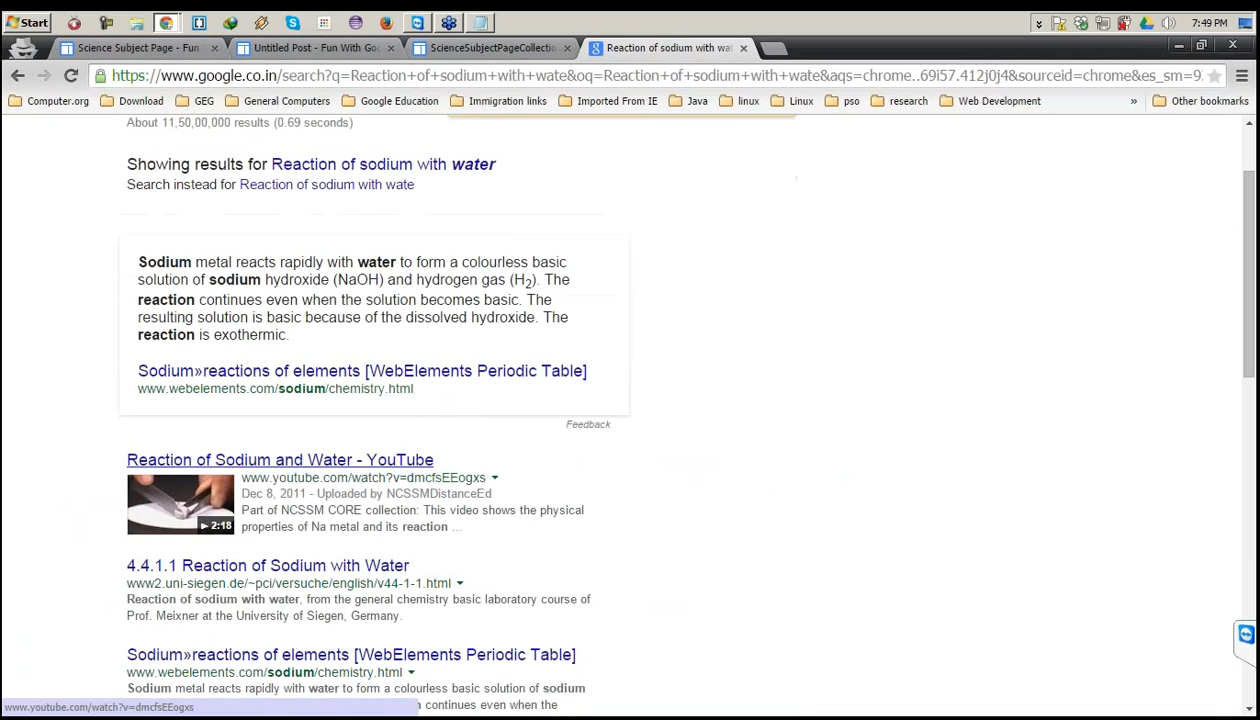 Start
7:49 PM
Science Subject Page - Fun
Untitled Post - Fun With Goo
ScienceSubjectPageCollectio
Reaction of sodium with wat
https://www.google.co.in/search?q=Reaction+of+sodium+with+wate&oq=Reaction+of+sodium+with+wate&aqs=chrome..69i57.412j0j4&sourceid=chrome&es_sm=9
Computer.org
Download
GEG
General Computers
Google Education
Immigration links
Imported From IE
Java
linux
Linux
pso
research
Web Development
»
Other bookmarks
About 11,50,00,000 results (0.69 seconds)
Showing results for Reaction of sodium with water
Search instead for Reaction of sodium with wate
Sodium metal reacts rapidly with water to form a colourless basic
solution of sodium hydroxide (NaOH) and hydrogen gas (H2). The
reaction continues even when the solution becomes basic. The
resulting solution is basic because of the dissolved hydroxide. The
reaction is exothermic.
Sodium»reactions of elements [WebElements Periodic Table]
www.webelements.com/sodium/chemistry.html
Feedback
Reaction of Sodium and Water - YouTube
www.youtube.com/watch?v=dmcfsEEogxs
Dec 8, 2011 - Uploaded by NCSSMDistanceEd
Part of NCSSM CORE collection: This video shows the physical
2:18
properties of Na metal and its reaction ...
4.4.1.1 Reaction of Sodium with Water
www2.uni-siegen.de/~pci/versuche/english/v44-1-1.html
Reaction of sodium with water, from the general chemistry basic laboratory course of
Prof. Meixner at the University of Siegen, Germany.
Sodium»reactions of elements [WebElements Periodic Table]
www.webelements.com/sodium/chemistry.html
Sodium metal reacts rapidly with water to form a colourless basic solution of sodium
continues even when the
www.youtube.com/watch?v=dmcfsEEogxs